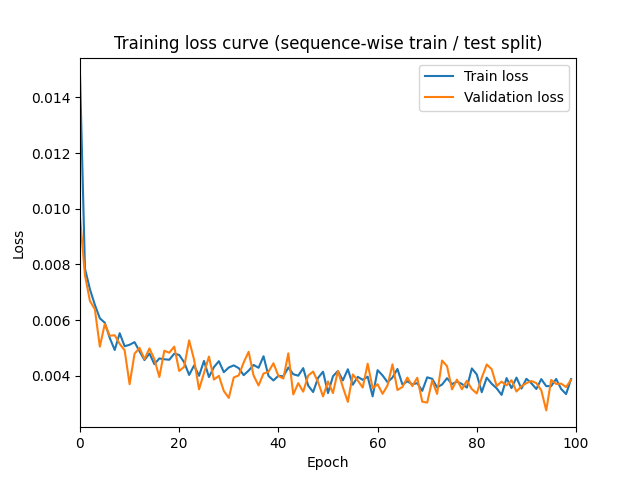 Training loss curve (sequence-wise train / test split)
Train loss
Validation loss
0.014
0.012
0.010
0.008
0.006
0.004
Loss
0 20 40 60 80 100
Epoch